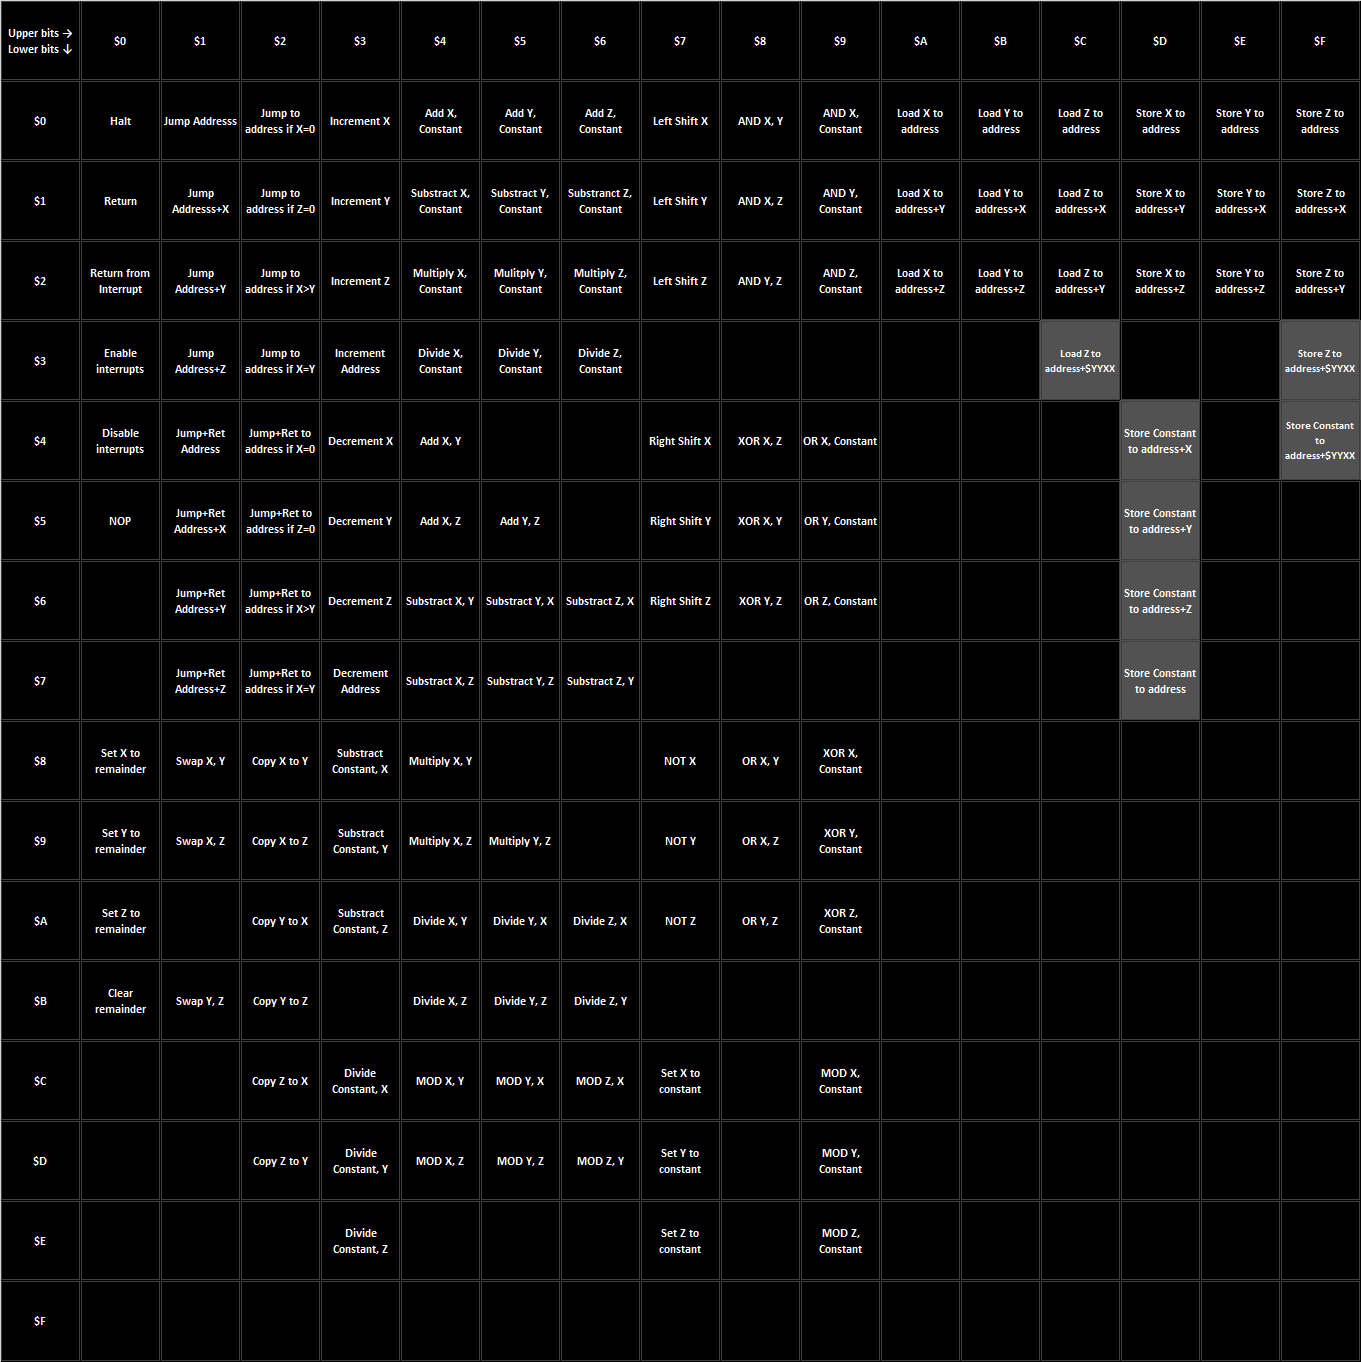 Upper bits → $0 $1 $2 $3 $4 $5 $6 $7 $8 $9 $A $B $C $D $E $F
Lower bits ↓
$0
Halt
Jump Addresss
Jump to
address if X=0
Increment X
Add X,
Constant
Add Y,
Constant
Add Z,
Constant
Left Shift X
AND X, Y
AND X,
Constant
Load X to
address
Load Y to
address
Load Z to
address
Store X to
address
Store Y to
address
Store Z to
address
$1
Return
Jump
Addresss+X
Jump to
address if Z=0
Increment Y
Substract X,
Constant
Substract Y,
Constant
Substranct Z,
Constant
Left Shift Y
AND X, Z
AND Y,
Constant
Load X to
address+Y
Load Y to
address+X
Load Z to
address+X
Store X to
address+Y
Store Y to
address+X
Store Z to
address+X
$2
Return from
Interrupt
Jump
Address+Y
Jump to
address if X>Y
Increment Z
Multiply X,
Constant
Mulitply Y,
Constant
Multiply Z,
Constant
Left Shift Z
AND Y, Z
AND Z,
Constant
Load X to
address+Z
Load Y to
address+Z
Load Z to
address+Y
Store X to
address+Z
Store Y to
address+Z
Store Z to
address+Y
$3
Enable
interrupts
Jump
Address+Z
Jump to
address if X=Y
Increment
Address
Divide X,
Constant
Divide Y,
Constant
Divide Z,
Constant
Load Z to
address+$YYXX
Store Z to
address+$YYXX
$4
Disable
interrupts
Jump+Ret
Address
Jump+Ret to
address if X=0
Decrement X
Add X, Y
Right Shift X
XOR X, Z
OR X, Constant
Store Constant
to address+X
Store Constant
to
address+$YYXX
$5
NOP
Jump+Ret
Address+X
Jump+Ret to
address if Z=0
Decrement Y
Add X, Z
Add Y, Z
Right Shift Y
XOR X, Y
OR Y, Constant
Store Constant
to address+Y
$6
Jump+Ret
Address+Y
Jump+Ret to
address if X>Y
Decrement Z
Substract X, Y
Substract Y, X
Substract Z, X
Right Shift Z
XOR Y, Z
OR Z, Constant
Store Constant
to address+Z
$7
Jump+Ret
Address+Z
Jump+Ret to
address if X=Y
Decrement
Address
Substract X, Z
Substract Y, Z
Substract Z, Y
Store Constant
to address
$8
Set X to
remainder
Swap X, Y
Copy X to Y
Substract
Constant, X
Multiply X, Y
NOT X
OR X, Y
XOR X,
Constant
$9
Set Y to
remainder
Swap X, Z
Copy X to Z
Substract
Constant, Y
Multiply X, Z
Multiply Y, Z
NOT Y
OR X, Z
XOR Y,
Constant
$A
Set Z to
remainder
Copy Y to X
Substract
Constant, Z
Divide X, Y
Divide Y, X
Divide Z, X
NOT Z
OR Y, Z
XOR Z,
Constant
$B
Clear
remainder
Swap Y, Z
Copy Y to Z
Divide X, Z
Divide Y, Z
Divide Z, Y
$C
Copy Z to X
Divide
Constant, X
MOD X, Y
MOD Y, X
MOD Z, X
Set X to
constant
MOD X,
Constant
$D
Copy Z to Y
Divide
Constant, Y
MOD X, Z
MOD Y, Z
MOD Z, Y
Set Y to
constant
MOD Y,
Constant
$E
Divide
Constant, Z
Set Z to
constant
MOD Z,
Constant
$F